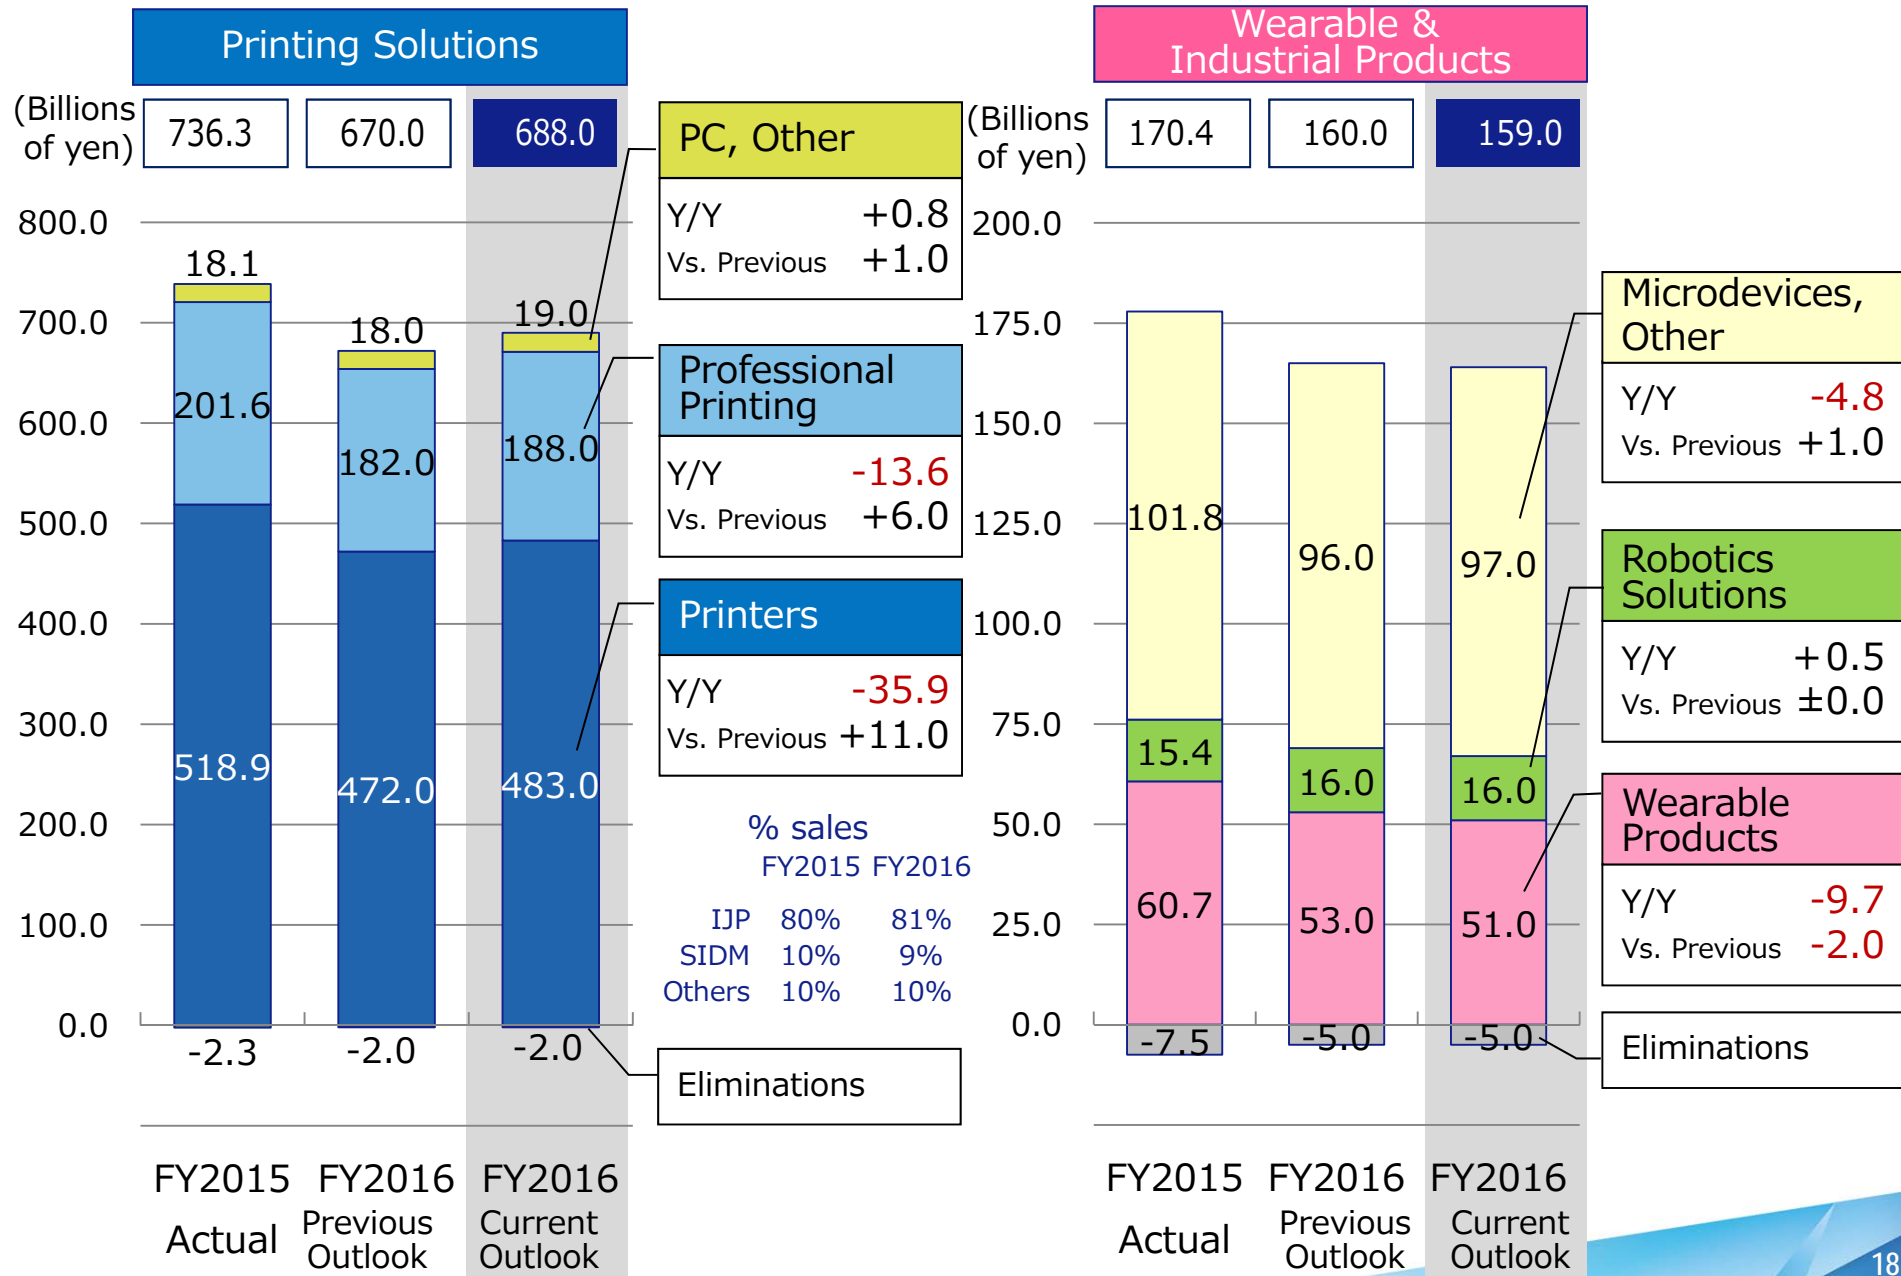 Printing Solutions
(Billions
of yen)
736.3
670.0
688.0
800.0
700.0
600.0
500.0
400.0
300.0
200.0
100.0
0.0
18.1
201.6
518.9
-2.3
18.0
182.0
472.0
-2.0
19.0
188.0
483.0
-2.0
FY2015
Actual
FY2016
Previous
Outlook
FY2016
Current
Outlook
PC, Other
Y/Y +0.8
Vs. Previous +1.0
Professional
Printing
Y/Y -13.6
Vs. Previous +6.0
Printers
Y/Y -35.9
Vs. Previous +11.0
% sales
FY2015 FY2016
IJP 80% 81%
SIDM 10% 9%
Others 10% 10%
Eliminations
Wearable &
Industrial Products
(Billions
of yen)
170.4
160.0
159.0
200.0
175.0
150.0
125.0
100.0
75.0
50.0
25.0
0.0
101.8
15.4
60.7
-7.5
96.0
16.0
53.0
-5.0
97.0
16.0
51.0
-5.0
FY2015
Actual
FY2016
Previous
Outlook
FY2016
Current
Outlook
Microdevices,
Other
Y/Y -4.8
Vs. Previous +1.0
Robotics
Solutions
Y/Y +0.5
Vs. Previous ±0.0
Wearable
Products
Y/Y -9.7
Vs. Previous -2.0
Eliminations
18